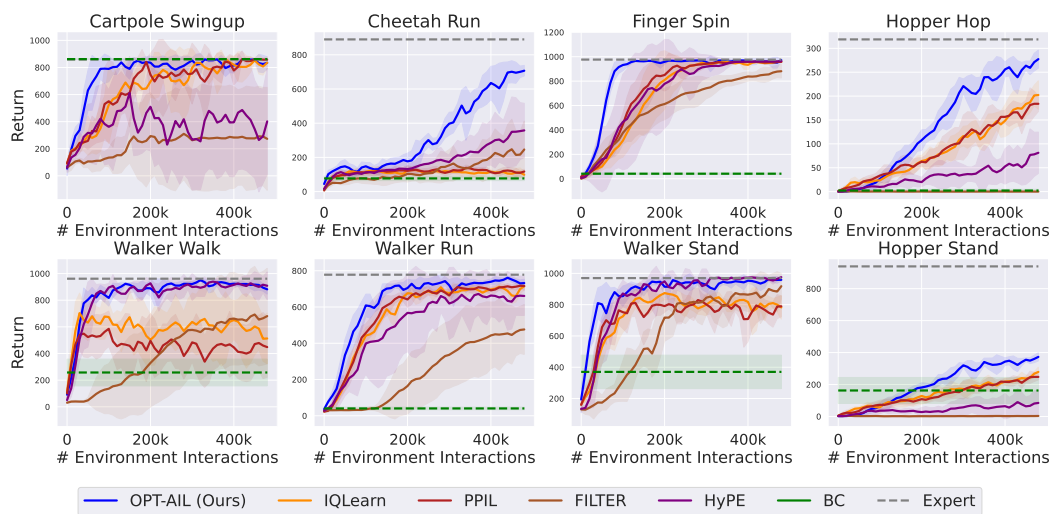 Cartpole Swingup
Cheetah Run
Finger Spin
Hopper Hop
Return
1000
800
600
400
200
0
0
200k
400k
# Environment Interactions
800
600
400
200
0
0
200k
400k
# Environment Interactions
1200
1000
800
600
400
200
0
0
200k
400k
# Environment Interactions
300
250
200
150
100
50
0
0
200k
400k
# Environment Interactions
Walker Walk
Walker Run
Walker Stand
Hopper Stand
Return
1000
800
600
400
200
0
0
200k
400k
# Environment Interactions
800
600
400
200
0
0
200k
400k
# Environment Interactions
1000
800
600
400
200
0
0
200k
400k
# Environment Interactions
800
600
400
200
0
0
200k
400k
# Environment Interactions
OPT-AIL (Ours) IQLearn PPIL FILTER HyPE BC Expert